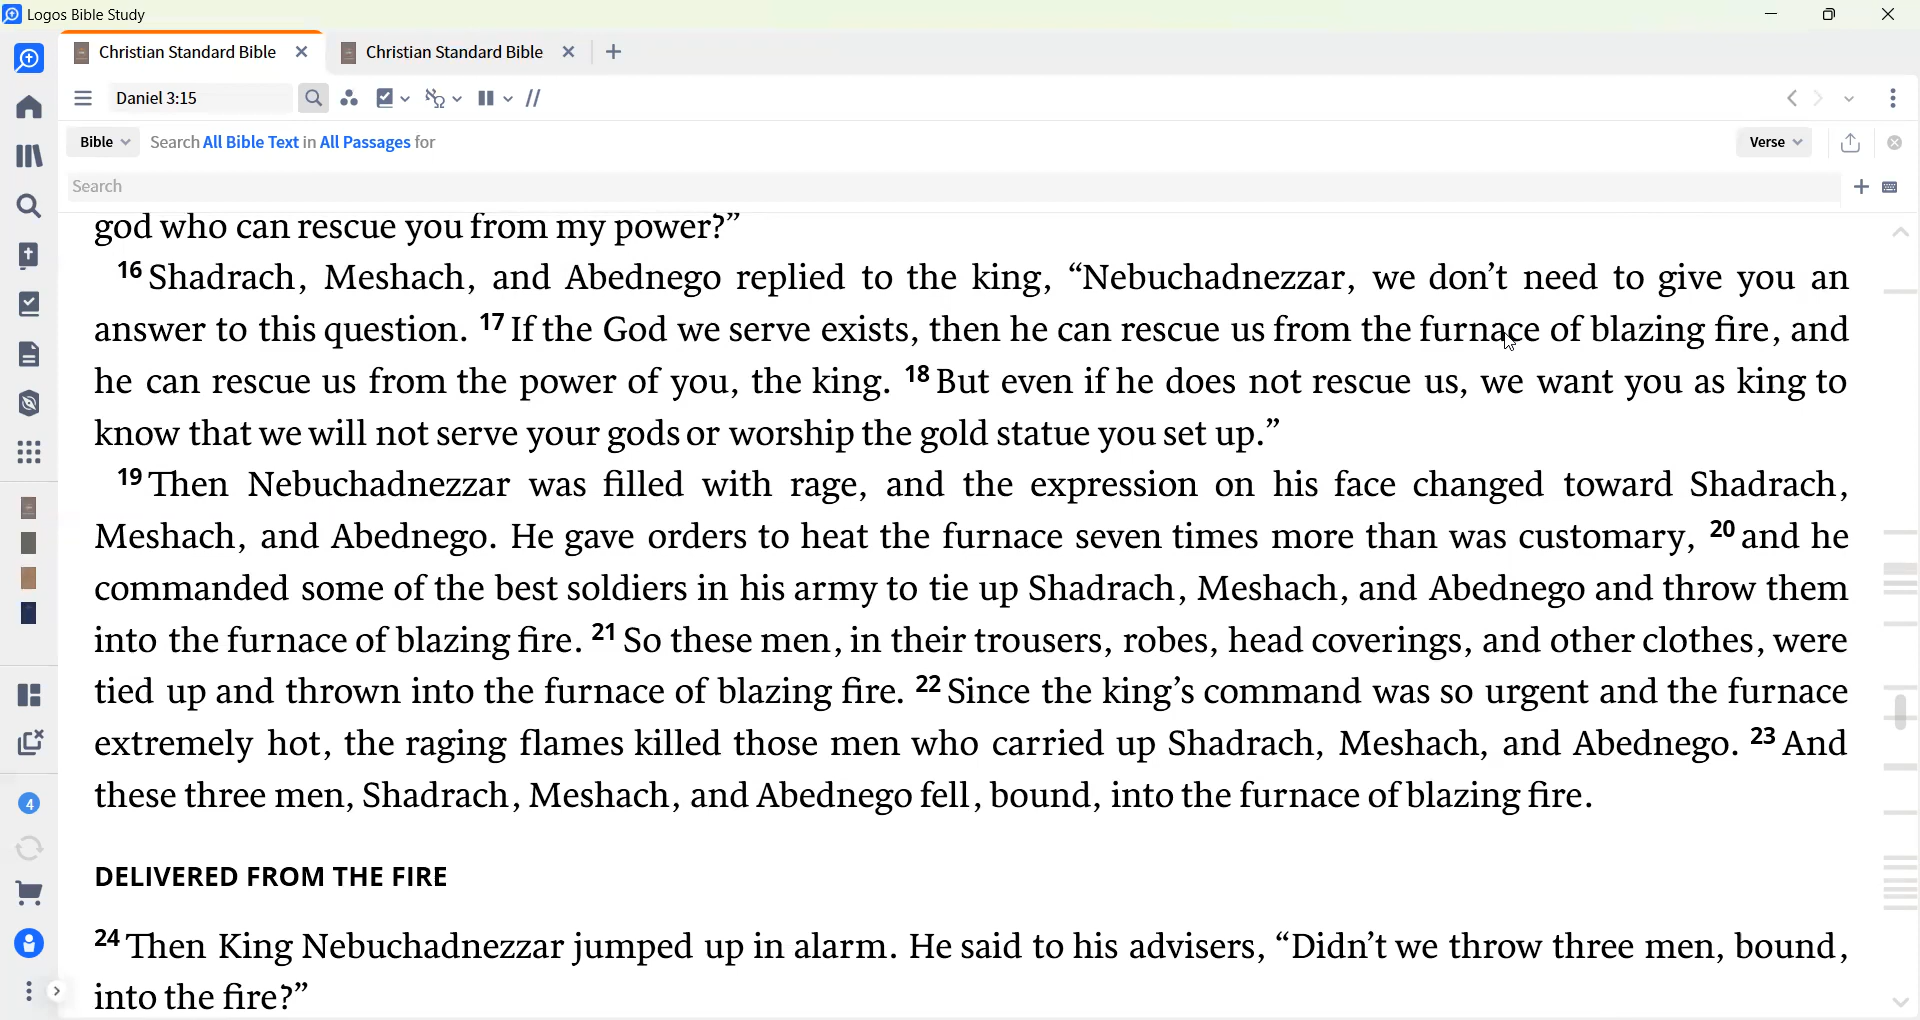 Logos Bible Study
Christian Standard Bible
Christian Standard Bible
Daniel 3:15
Bible Search All Bible Text in All Passages for
Verse
Search
god who can rescue you from my power?”
16 Shadrach, Meshach, and Abednego replied to the king, “Nebuchadnezzar, we don’t need to give you an
answer to this question. 17 If the God we serve exists, then he can rescue us from the furnace of blazing fire, and
he can rescue us from the power of you, the king. 18 But even if he does not rescue us, we want you as king to
know that we will not serve your gods or worship the gold statue you set up.”
19 Then Nebuchadnezzar was filled with rage, and the expression on his face changed toward Shadrach,
Meshach, and Abednego. He gave orders to heat the furnace seven times more than was customary, 20 and he
commanded some of the best soldiers in his army to tie up Shadrach, Meshach, and Abednego and throw them
into the furnace of blazing fire. 21 So these men, in their trousers, robes, head coverings, and other clothes, were
tied up and thrown into the furnace of blazing fire. 22 Since the king’s command was so urgent and the furnace
extremely hot, the raging flames killed those men who carried up Shadrach, Meshach, and Abednego. 23 And
these three men, Shadrach, Meshach, and Abednego fell, bound, into the furnace of blazing fire.
DELIVERED FROM THE FIRE
24 Then King Nebuchadnezzar jumped up in alarm. He said to his advisers, “Didn’t we throw three men, bound,
into the fire?”
4